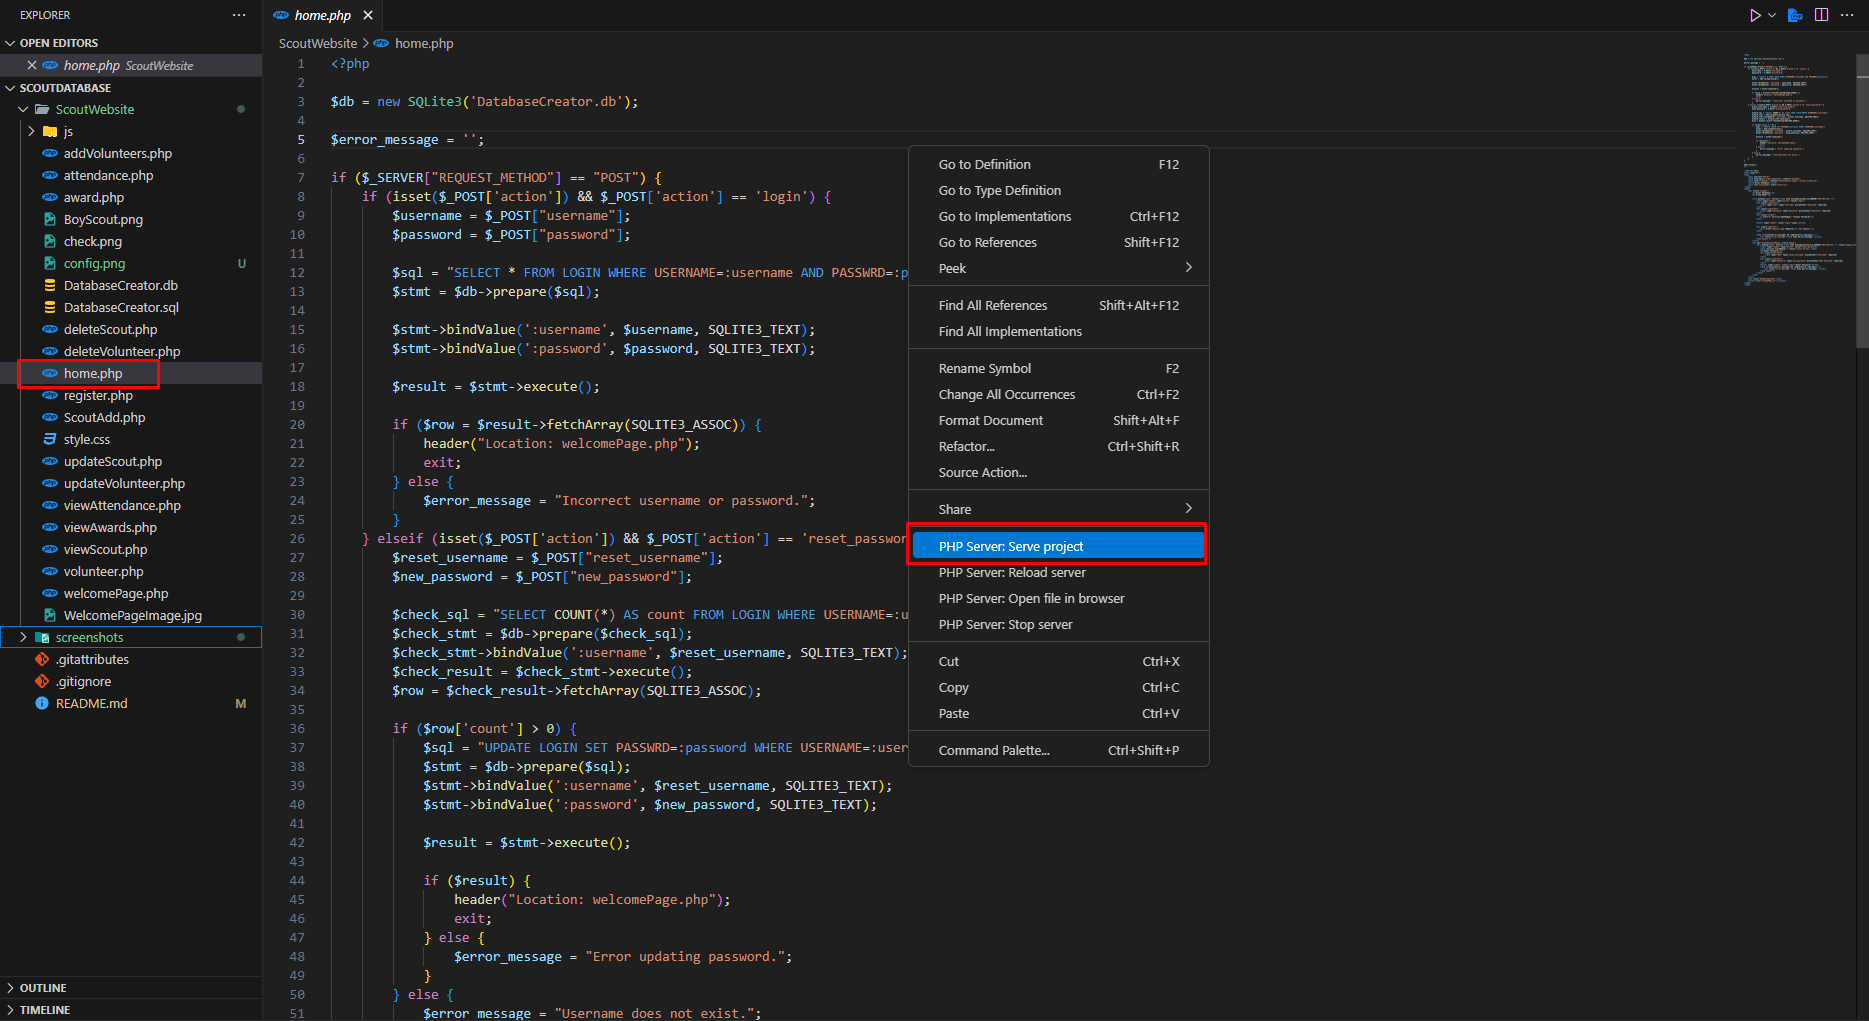 EXPLORER
OPEN EDITORS
home.php ScoutWebsite
SCOUTDATABASE
ScoutWebsite
js
addVolunteers.php
attendance.php
award.php
BoyScout.png
check.png
config.png U
DatabaseCreator.db
DatabaseCreator.sql
deleteScout.php
deleteVolunteer.php
home.php
register.php
ScoutAdd.php
style.css
updateScout.php
updateVolunteer.php
viewAttendance.php
viewAwards.php
viewScout.php
volunteer.php
welcomePage.php
WelcomePageImage.jpg
screenshots
.gitattributes
.gitignore
README.md M
OUTLINE
TIMELINE
home.php
ScoutWebsite > home.php
1 <?php
2
3 $db = new SQLite3('DatabaseCreator.db');
4
5 $error_message = '';
6
7 if ($_SERVER["REQUEST_METHOD"] == "POST") {
8 if (isset($_POST['action']) && $_POST['action'] == 'login') {
9 $username = $_POST["username"];
10 $password = $_POST["password"];
11
12 $sql = "SELECT * FROM LOGIN WHERE USERNAME=:username AND PASSWRD=:p
13 $stmt = $db->prepare($sql);
14
15 $stmt->bindValue(':username', $username, SQLITE3_TEXT);
16 $stmt->bindValue(':password', $password, SQLITE3_TEXT);
17
18 $result = $stmt->execute();
19
20 if ($row = $result->fetchArray(SQLITE3_ASSOC)) {
21 header("Location: welcomePage.php");
22 exit;
23 } else {
24 $error_message = "Incorrect username or password.";
25 }
26 } elseif (isset($_POST['action']) && $_POST['action'] == 'reset_passwor
27 $reset_username = $_POST["reset_username"];
28 $new_password = $_POST["new_password"];
29
30 $check_sql = "SELECT COUNT(*) AS count FROM LOGIN WHERE USERNAME=:u
31 $check_stmt = $db->prepare($check_sql);
32 $check_stmt->bindValue(':username', $reset_username, SQLITE3_TEXT);
33 $check_result = $check_stmt->execute();
34 $row = $check_result->fetchArray(SQLITE3_ASSOC);
35
36 if ($row['count'] > 0) {
37 $sql = "UPDATE LOGIN SET PASSWRD=:password WHERE USERNAME=:user
38 $stmt = $db->prepare($sql);
39 $stmt->bindValue(':username', $reset_username, SQLITE3_TEXT);
40 $stmt->bindValue(':password', $new_password, SQLITE3_TEXT);
41
42 $result = $stmt->execute();
43
44 if ($result) {
45 header("Location: welcomePage.php");
46 exit;
47 } else {
48 $error_message = "Error updating password.";
49 }
50 } else {
51 $error_message = "Username does not exist.";
Go to Definition F12
Go to Type Definition
Go to Implementations Ctrl+F12
Go to References Shift+F12
Peek
Find All References Shift+Alt+F12
Find All Implementations
Rename Symbol F2
Change All Occurrences Ctrl+F2
Format Document Shift+Alt+F
Refactor... Ctrl+Shift+R
Source Action...
Share
PHP Server: Serve project
PHP Server: Reload server
PHP Server: Open file in browser
PHP Server: Stop server
Cut Ctrl+X
Copy Ctrl+C
Paste Ctrl+V
Command Palette... Ctrl+Shift+P